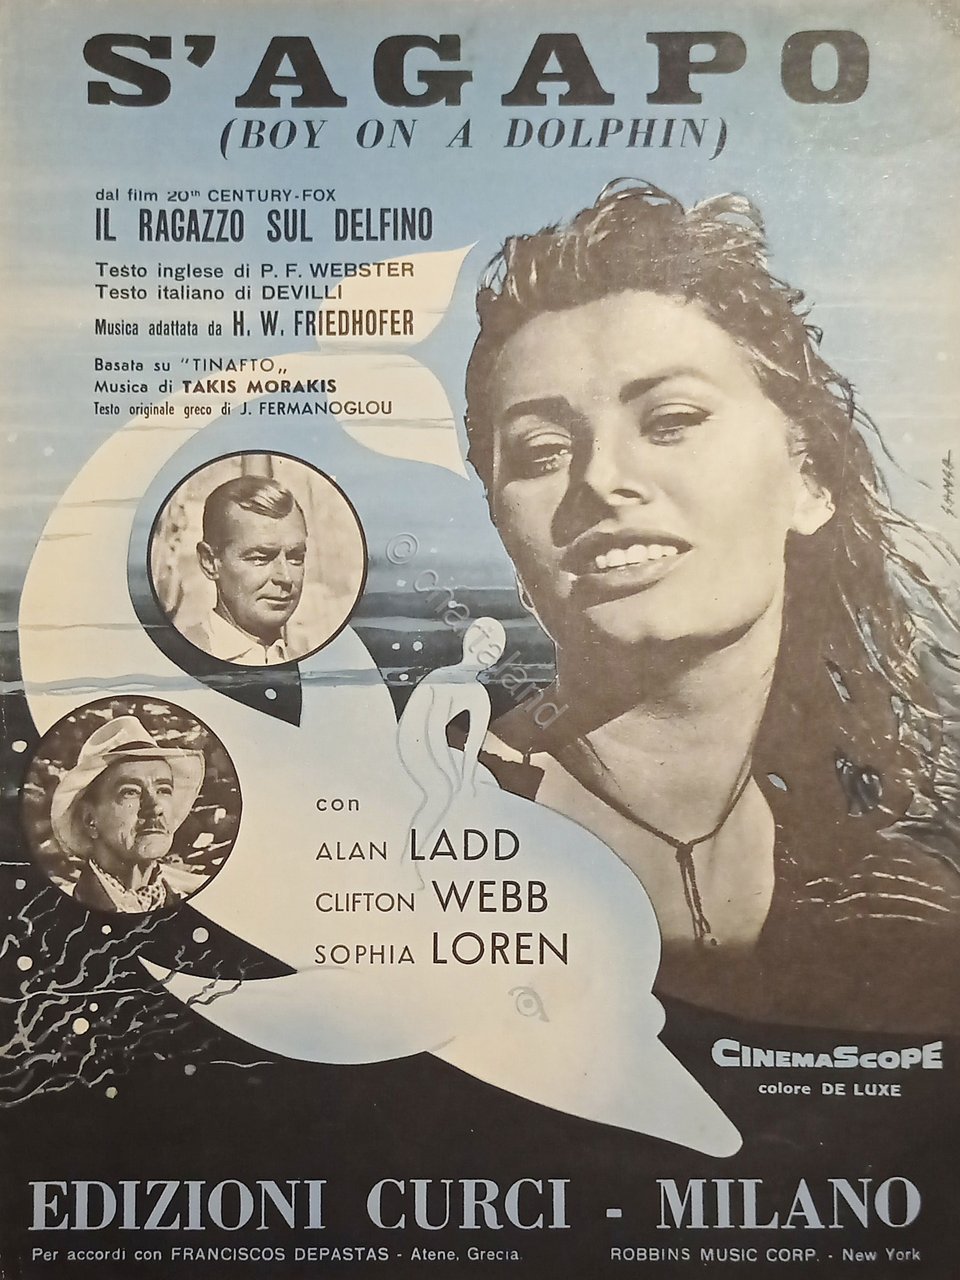 S'AGAPO
(BOY ON A DOLPHIN)
dal film 20th CENTURY-FOX
IL RAGAZZO SUL DELFINO
Testo inglese di P. F. WEBSTER
Testo italiano di DEVILLI
Musica adattata da H. W. FRIEDHOFER
Basata su "TINAFTO„
Musica di TAKIS MORAKIS
Testo originale greco di J. FERMANOGLOU
© Chartaland
con
ALAN LADD
CLIFTON WEBB
SOPHIA LOREN
CINEMASCOPE
colore DE LUXE
EDIZIONI CURCI - MILANO
Per accordi con FRANCISCOS DEPASTAS - Atene, Grecia.
ROBBINS MUSIC CORP. - New York